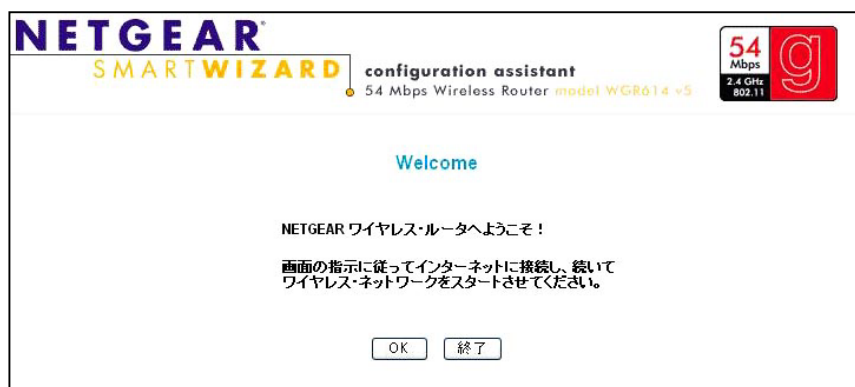 NETGEAR
SMARTWIZARD
configuration assistant
54 Mbps Wireless Router model WGR614 v5
54
Mbps
2.4 GHz
802.11
g
Welcome
NETGEAR ワイヤレス・ルータへようこそ！
画面の指示に従ってインターネットに接続し、続いて
ワイヤレス・ネットワークをスタートさせてください。
OK 終了